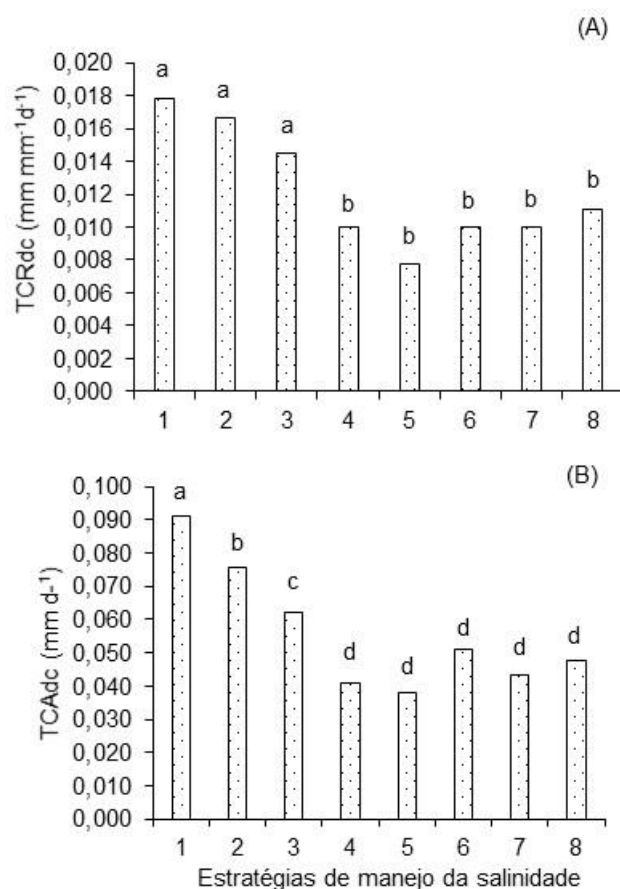 (A)
TCRdc (mm mm⁻¹d⁻¹)
0,020
0,018
0,016
0,014
0,012
0,010
0,008
0,006
0,004
0,002
0,000
a a a b b b b b
1 2 3 4 5 6 7 8
(B)
TCAdc (mm d-¹)
0,100
0,090
0,080
0,070
0,060
0,050
0,040
0,030
0,020
0,010
0,000
a b c d d d d d
1 2 3 4 5 6 7 8
Estratégias de manejo da salinidade